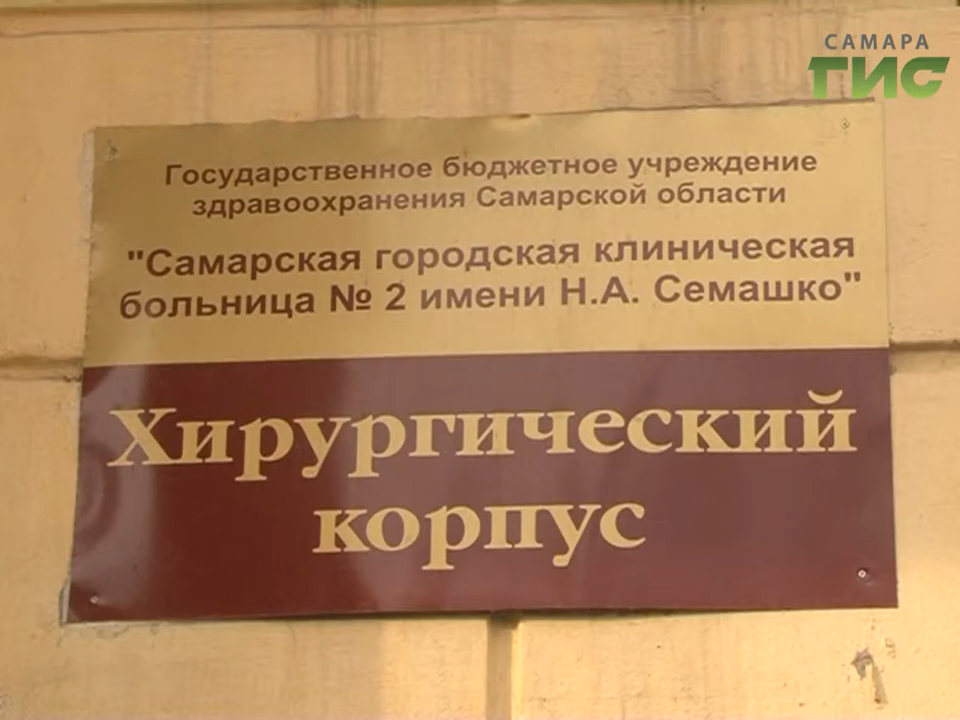 САМАРА
ГИС
Государственное бюджетное учреждение
здравоохранения Самарской области
"Самарская городская клиническая
больница № 2 имени Н.А. Семашко"
Хирургический
корпус